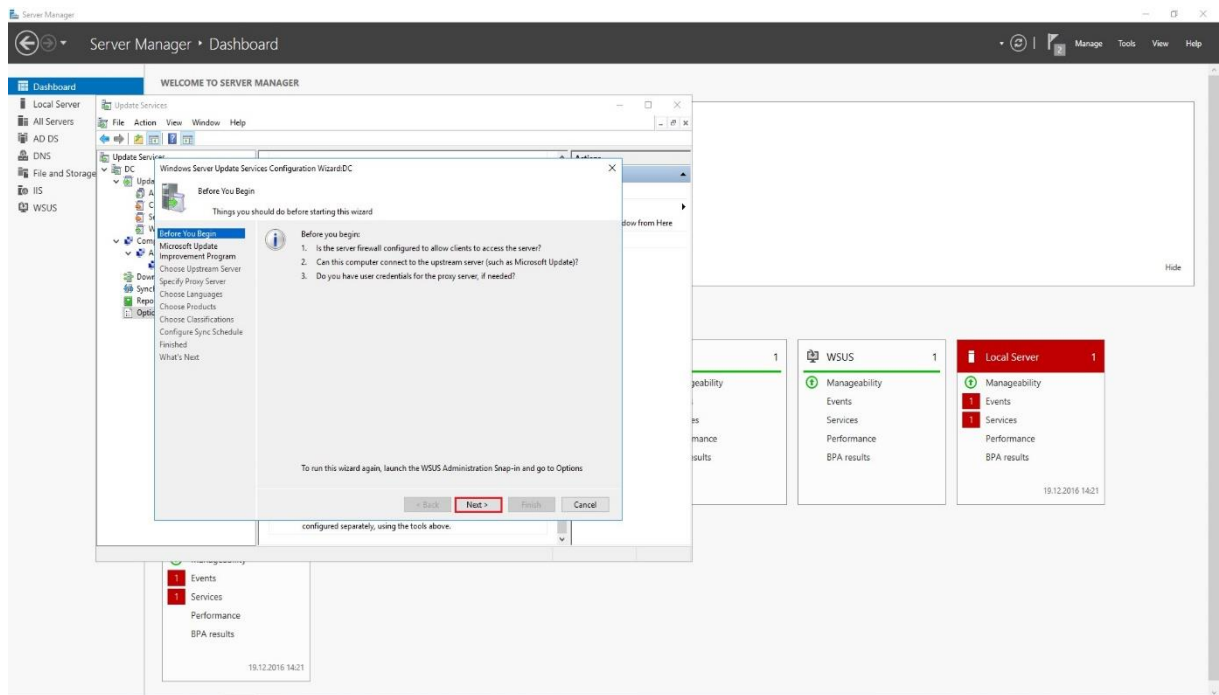 Server Manager
Server Manager • Dashboard
2
Manage Tools View Help
Dashboard
Local Server
All Servers
AD DS
DNS
File and Storage
IIS
WSUS
WELCOME TO SERVER MANAGER
Hide
Update Services
File Action View Window Help
Update Services
Actions
DC
dow from Here
Windows Server Update Services Configuration Wizard:DC
Before You Begin
Things you should do before starting this wizard
Before You Begin
Microsoft Update
Improvement Program
Choose Upstream Server
Specify Proxy Server
Choose Languages
Choose Products
Choose Classifications
Configure Sync Schedule
Finished
What's Next
Before you begin:
1. Is the server firewall configured to allow clients to access the server?
2. Can this computer connect to the upstream server (such as Microsoft Update)?
3. Do you have user credentials for the proxy server, if needed?
To run this wizard again, launch the WSUS Administration Snap-in and go to Options
< Back Next > Finish Cancel
configured separately, using the tools above.
1
WSUS 1
Manageability
Events
Services
Performance
BPA results
Local Server 1
Manageability
1 Events
1 Services
Performance
BPA results
19.12.2016 14:21
1 Events
1 Services
Performance
BPA results
19.12.2016 14:21